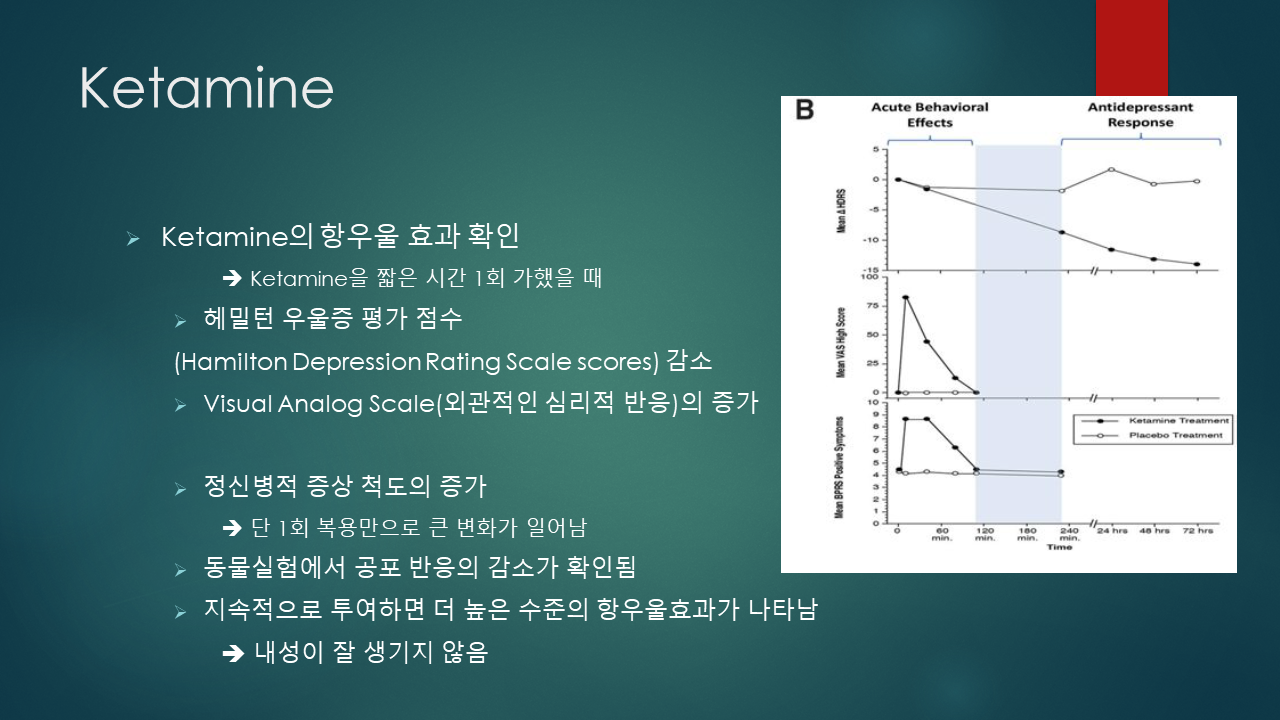 Ketamine
Ketamine의 항우울 효과 확인
➔ Ketamine을 짧은 시간 1회 가했을 때
헤밀턴 우울증 평가 점수
(Hamilton Depression Rating Scale scores) 감소
Visual Analog Scale(외관적인 심리적 반응)의 증가
정신병적 증상 척도의 증가
➔ 단 1회 복용만으로 큰 변화가 일어남
동물실험에서 공포 반응의 감소가 확인됨
지속적으로 투여하면 더 높은 수준의 항우울효과가 나타남
➔ 내성이 잘 생기지 않음
B
Acute Behavioral
Effects
Antidepressant
Response
Mean Δ HDRS
5
0
-5
-10
-15
Mean VAS High Score
100
75
50
25
0
Mean BPRS Positive Symptoms
10
9
8
7
6
5
4
3
2
1
0
Ketamine Treatment
Placebo Treatment
0 60 120 180 240 24 hrs 48 hrs 72 hrs
min. min. min. min.
Time